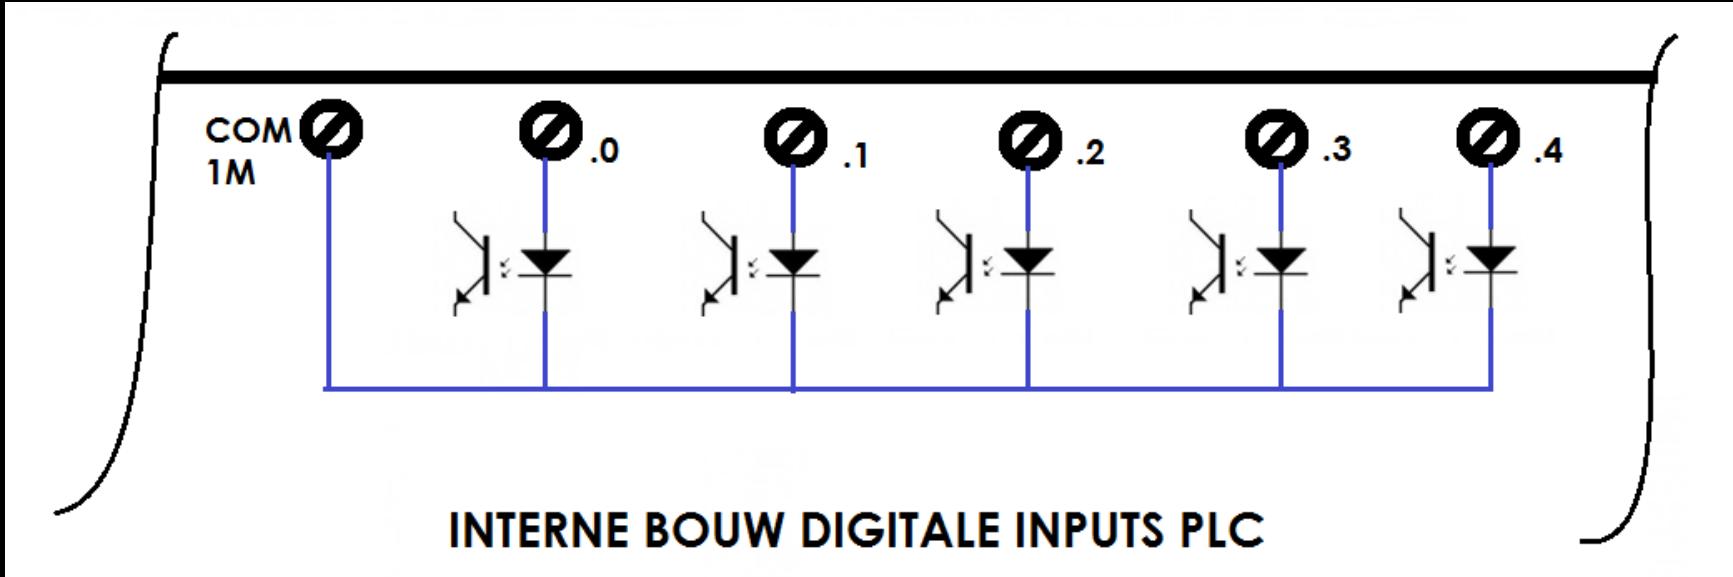 COM
1M
.0
.1
.2
.3
.4
INTERNE BOUW DIGITALE INPUTS PLC